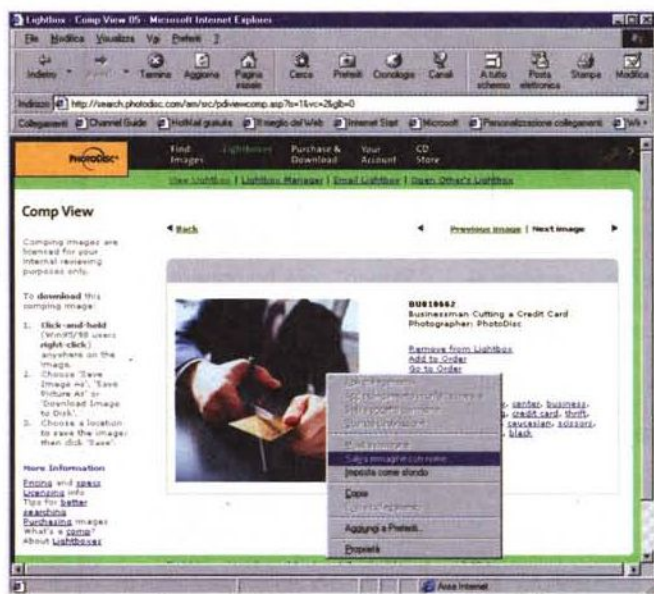 Lightbox - Comp View 05 - Microsoft Internet Explorer
File Modifica Visualizza Vai Preferiti ?
Indietro Termina Aggiorna Pagina iniziale Cerca Preferiti Cronologia Canali A tutto schermo Posta elettronica Stampa Modifica
Indirizzo http://search.photodisc.com/am/src/pdiviewcomp.asp?ls=1&vc=2&glb=0
Collegamenti Channel Guide HotMail gratuita Il meglio del Web Internet Start Microsoft Personalizzazione collegamenti
PHOTODISC
Find Images Lightboxes Purchase & Download Your Account CD Store ?
View Lightbox | Lightbox Manager | Email Lightbox | Open Other's Lightbox
Comp View
Back Previous image | Next image
Comping images are
licensed for your
internal reviewing
purposes only.
To download this
comping image:
1. Click-and-hold
(Win95/98 users
right-click)
anywhere on the
image.
2. Choose 'Save
Image As', 'Save
Picture As' or
'Download Image
to Disk'.
3. Choose a location
to save the image;
then click 'Save'.
More Information
Pricing and specs
Licensing info
Tips for better
searching
Purchasing images
What's a comp?
About Lightboxes
BU010662
Businessman Cutting a Credit Card
Photographer: PhotoDisc
Remove from Lightbox
Add to Order
Go to Order
center, business,
credit card, thrift,
caucasian, scissors,
black
Salva immagine con nome
Imposta come sfondo
Copia
Aggiungi a Preferiti...
Proprietà
Area Internet